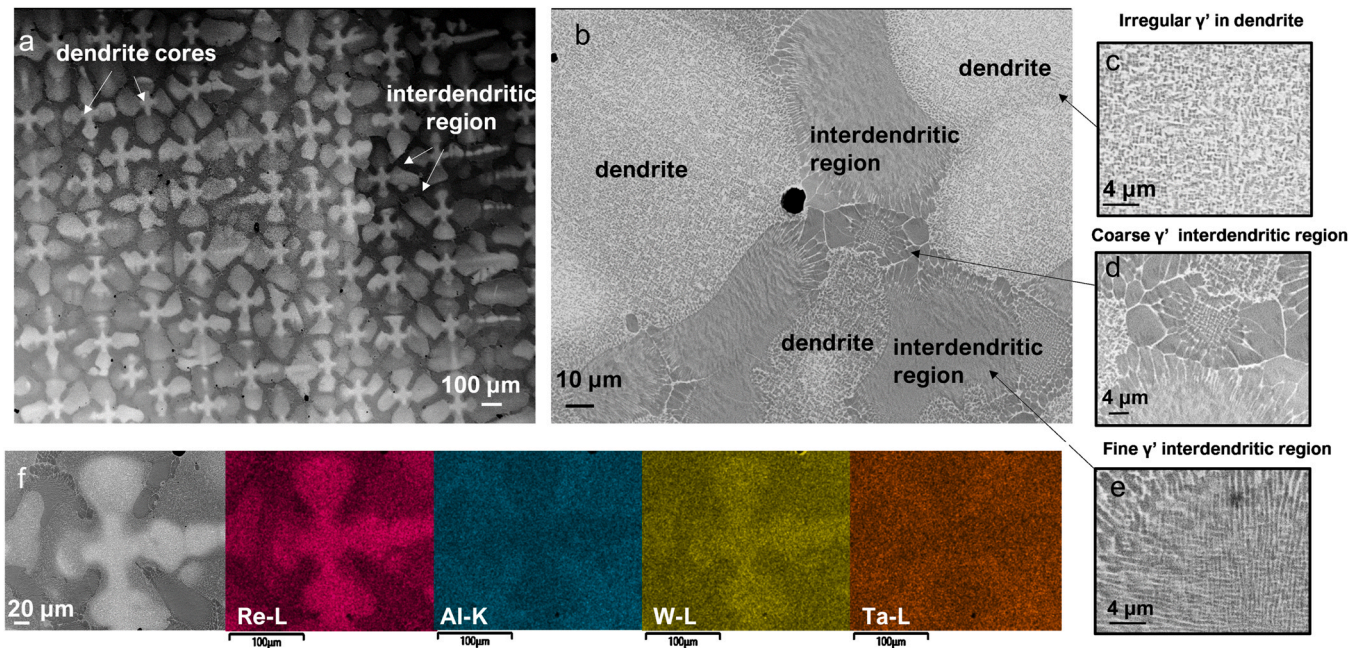 a
dendrite cores
interdendritic
region
100 µm
b
dendrite
interdendritic
region
dendrite
dendrite
interdendritic
region
10 µm
Irregular γ' in dendrite
c
4 µm
Coarse γ' interdendritic region
d
4 µm
Fine γ' interdendritic region
e
4 µm
f
20 µm
Re-L
100µm
Al-K
100µm
W-L
100µm
Ta-L
100µm